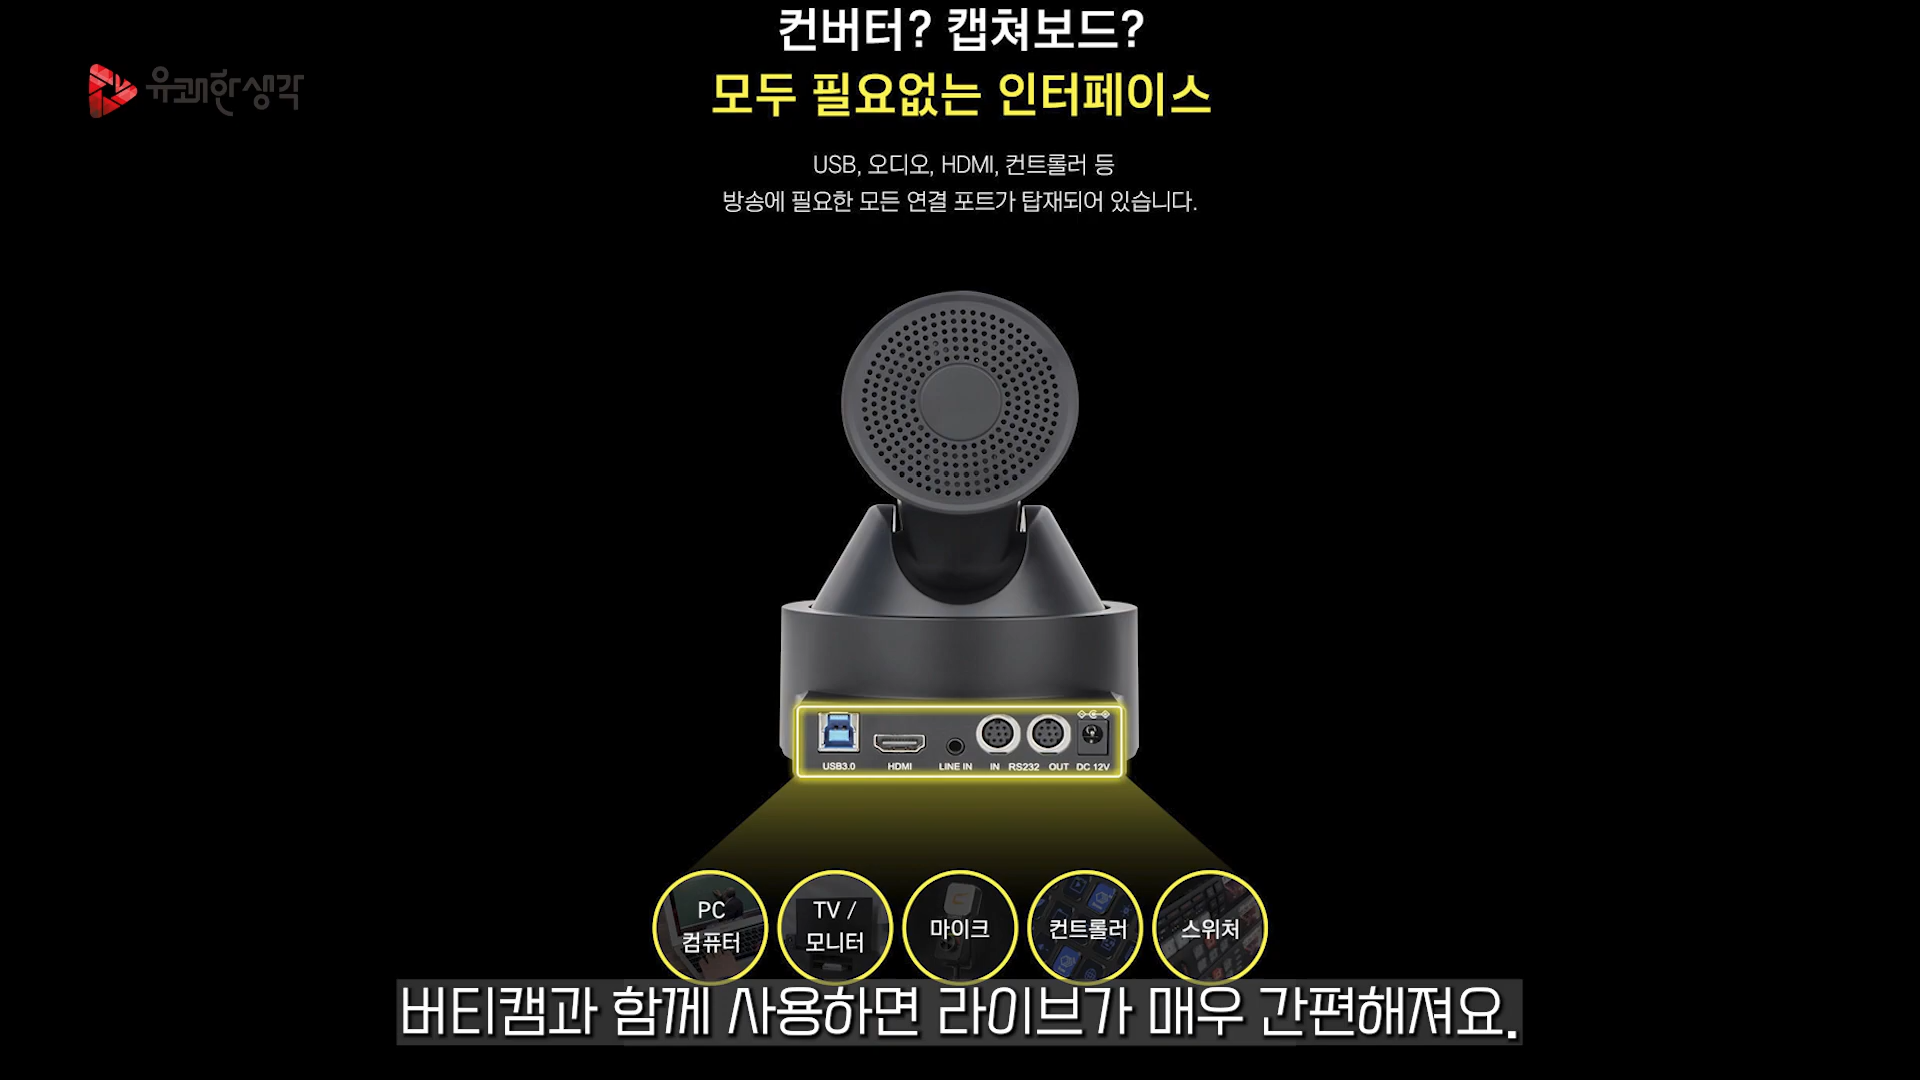 컨버터? 캡쳐보드?
모두 필요없는 인터페이스
유쾌한생각
USB, 오디오, HDMI, 컨트롤러 등
방송에 필요한 모든 연결 포트가 탑재되어 있습니다.
USB3.0 HDMI LINE IN IN RS232 OUT DC 12V
PC
컴퓨터
TV /
모니터
마이크
컨트롤러
스위처
버티캠과 함께 사용하면 라이브가 매우 간편해져요.